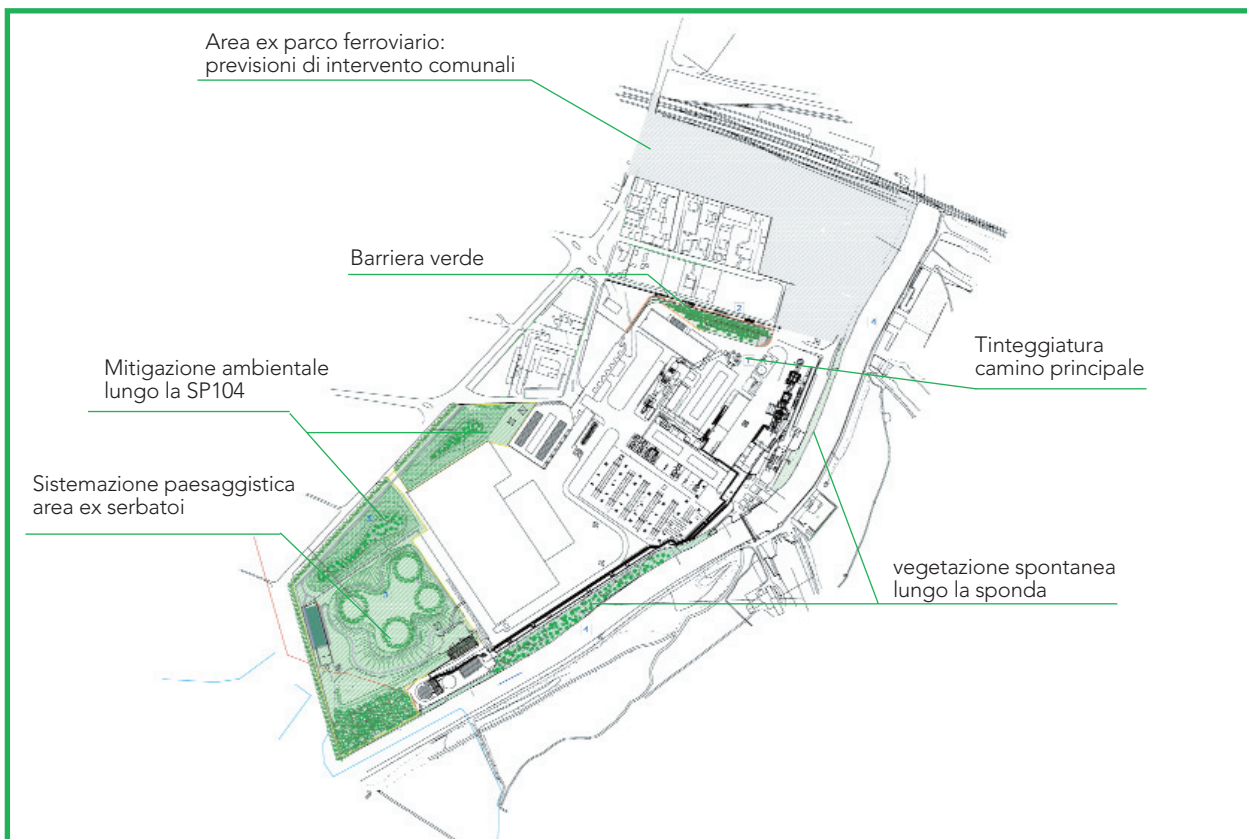 Area ex parco ferroviario:
previsioni di intervento comunali
Barriera verde
Tinteggiatura
camino principale
Mitigazione ambientale
lungo la SP104
Sistemazione paesaggistica
area ex serbatoi
vegetazione spontanea
lungo la sponda